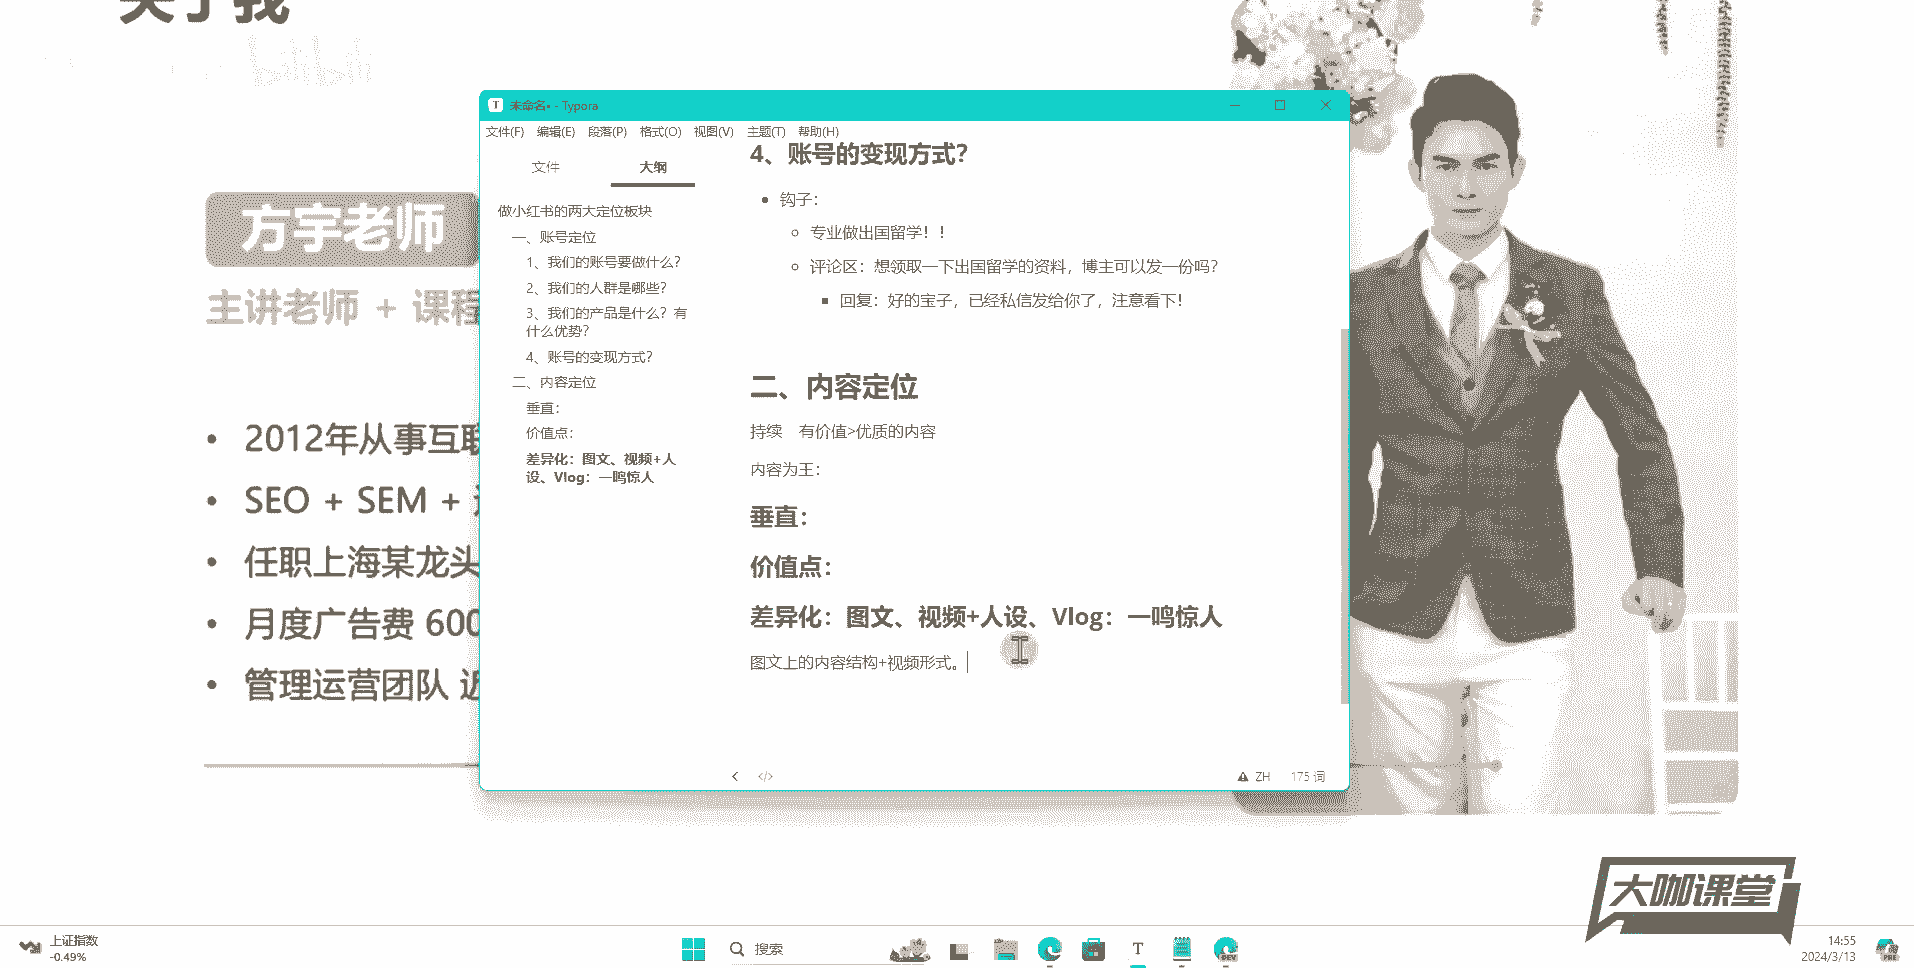 关于我
bilibili
未命名• - Typora
文件(F) 编辑(E) 段落(P) 格式(O) 视图(V) 主题(T) 帮助(H)
文件 大纲
做小红书的两大定位板块
一、账号定位
1、我们的账号要做什么?
2、我们的人群是哪些?
3、我们的产品是什么? 有
什么优势?
4、账号的变现方式?
二、内容定位
垂直:
价值点:
差异化: 图文、视频+人
设、Vlog: 一鸣惊人
4、账号的变现方式?
钩子:
专业做出国留学! !
评论区: 想领取一下出国留学的资料, 博主可以发一份吗?
回复: 好的宝子, 已经私信发给你了, 注意看下!
二、内容定位
持续 有价值>优质的内容
内容为王:
垂直:
价值点:
差异化: 图文、视频+人设、Vlog: 一鸣惊人
图文上的内容结构+视频形式。
ZH 175 词
方宇老师
主讲老师 + 课程
2012年从事互联
SEO + SEM +
任职上海某龙头
月度广告费 600
管理运营团队 近
大咖课堂
上证指数
-0.49%
搜索
T
DEV
14:55
2024/3/13
PRE